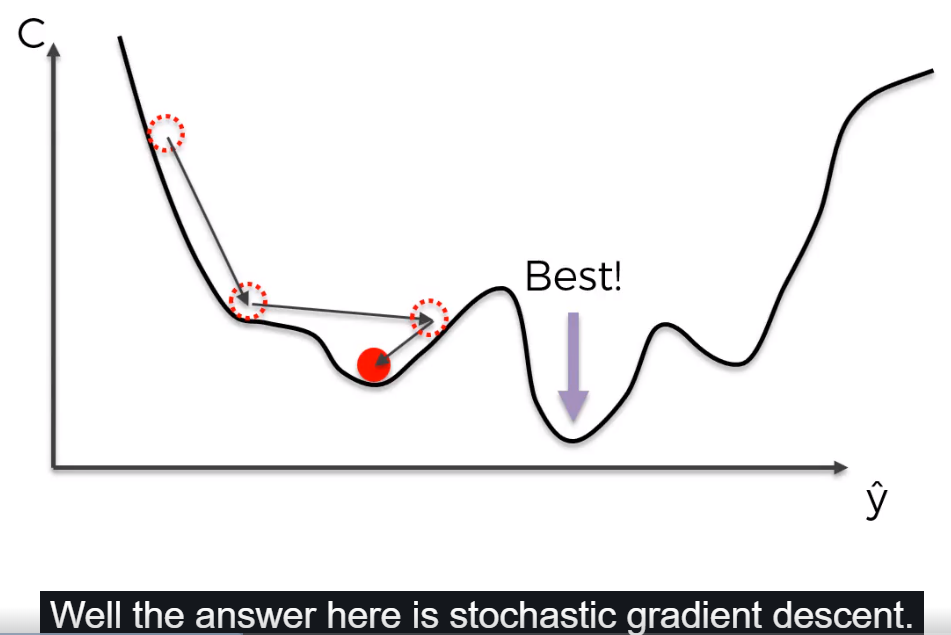 C
Best!
ŷ
Well the answer here is stochastic gradient descent.